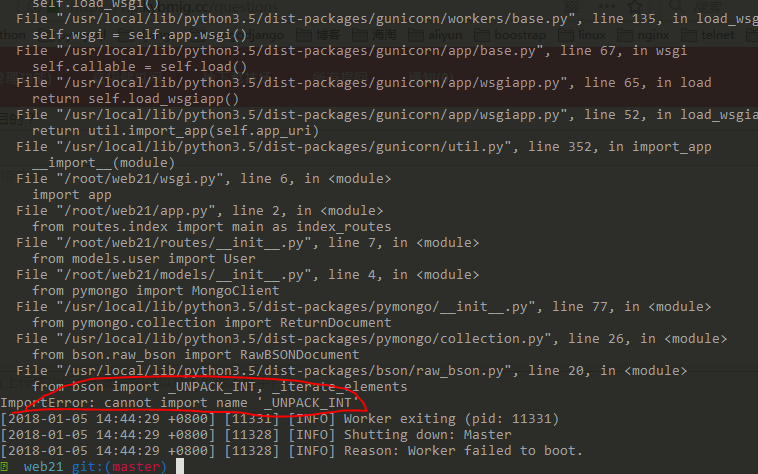 self.load_wsgi()
File "/usr/local/lib/python3.5/dist-packages/gunicorn/workers/base.py", line 135, in load_wsg
self.wsgi = self.app.wsgi()
File "/usr/local/lib/python3.5/dist-packages/gunicorn/app/base.py", line 67, in wsgi
self.callable = self.load()
File "/usr/local/lib/python3.5/dist-packages/gunicorn/app/wsgiapp.py", line 65, in load
return self.load_wsgiapp()
File "/usr/local/lib/python3.5/dist-packages/gunicorn/app/wsgiapp.py", line 52, in load_wsgia
return util.import_app(self.app_uri)
File "/usr/local/lib/python3.5/dist-packages/gunicorn/util.py", line 352, in import_app
__import__(module)
File "/root/web21/wsgi.py", line 6, in <module>
import app
File "/root/web21/app.py", line 2, in <module>
from routes.index import main as index_routes
File "/root/web21/routes/__init__.py", line 7, in <module>
from models.user import User
File "/root/web21/models/__init__.py", line 4, in <module>
from pymongo import MongoClient
File "/usr/local/lib/python3.5/dist-packages/pymongo/__init__.py", line 77, in <module>
from pymongo.collection import ReturnDocument
File "/usr/local/lib/python3.5/dist-packages/pymongo/collection.py", line 26, in <module>
from bson.raw_bson import RawBSONDocument
File "/usr/local/lib/python3.5/dist-packages/bson/raw_bson.py", line 20, in <module>
from bson import _UNPACK_INT, _iterate_elements
ImportError: cannot import name '_UNPACK_INT'
[2018-01-05 14:44:29 +0800] [11331] [INFO] Worker exiting (pid: 11331)
[2018-01-05 14:44:29 +0800] [11328] [INFO] Shutting down: Master
[2018-01-05 14:44:29 +0800] [11328] [INFO] Reason: Worker failed to boot.
web21 git:(master)